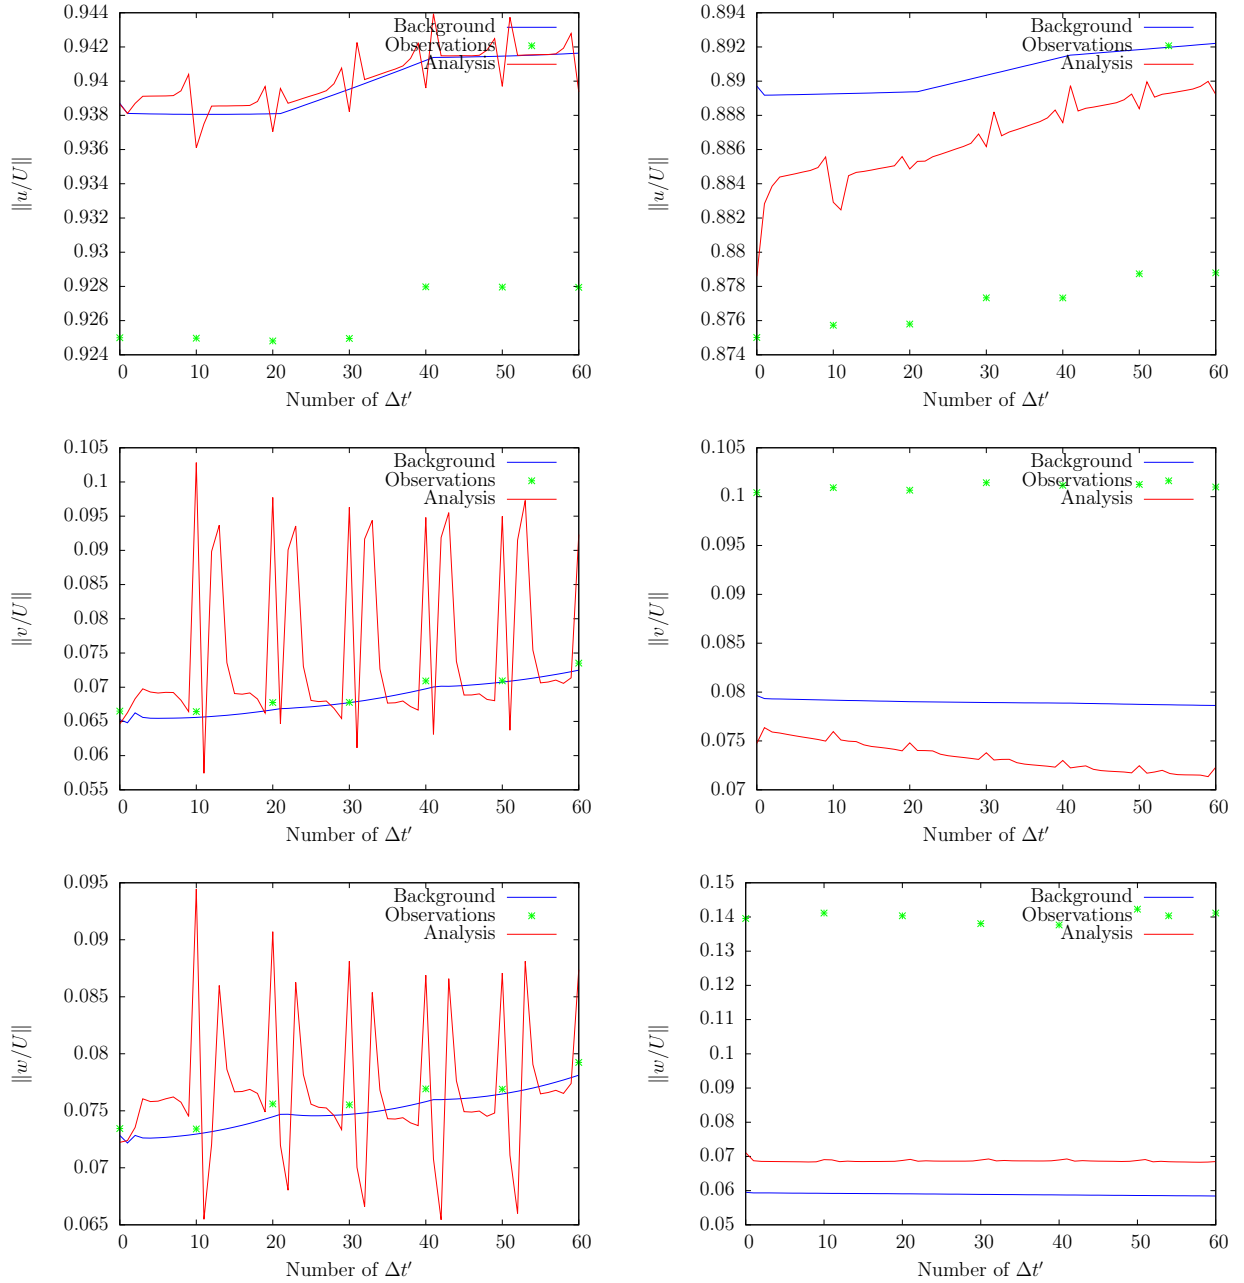 0.944
0.942
0.94
0.938
0.936
0.934
0.932
0.93
0.928
0.926
0.924
0 10 20 30 40 50 60
‖u/U‖
Number of Δt′
Background
Observations
Analysis
0.894
0.892
0.89
0.888
0.886
0.884
0.882
0.88
0.878
0.876
0.874
0 10 20 30 40 50 60
‖u/U‖
Number of Δt′
Background
Observations
Analysis
0.105
0.1
0.095
0.09
0.085
0.08
0.075
0.07
0.065
0.06
0.055
0 10 20 30 40 50 60
‖v/U‖
Number of Δt′
Background
Observations
Analysis
0.105
0.1
0.095
0.09
0.085
0.08
0.075
0.07
0 10 20 30 40 50 60
‖v/U‖
Number of Δt′
Background
Observations
Analysis
0.095
0.09
0.085
0.08
0.075
0.07
0.065
0 10 20 30 40 50 60
‖w/U‖
Number of Δt′
Background
Observations
Analysis
0.15
0.14
0.13
0.12
0.11
0.1
0.09
0.08
0.07
0.06
0.05
0 10 20 30 40 50 60
‖w/U‖
Number of Δt′
Background
Observations
Analysis